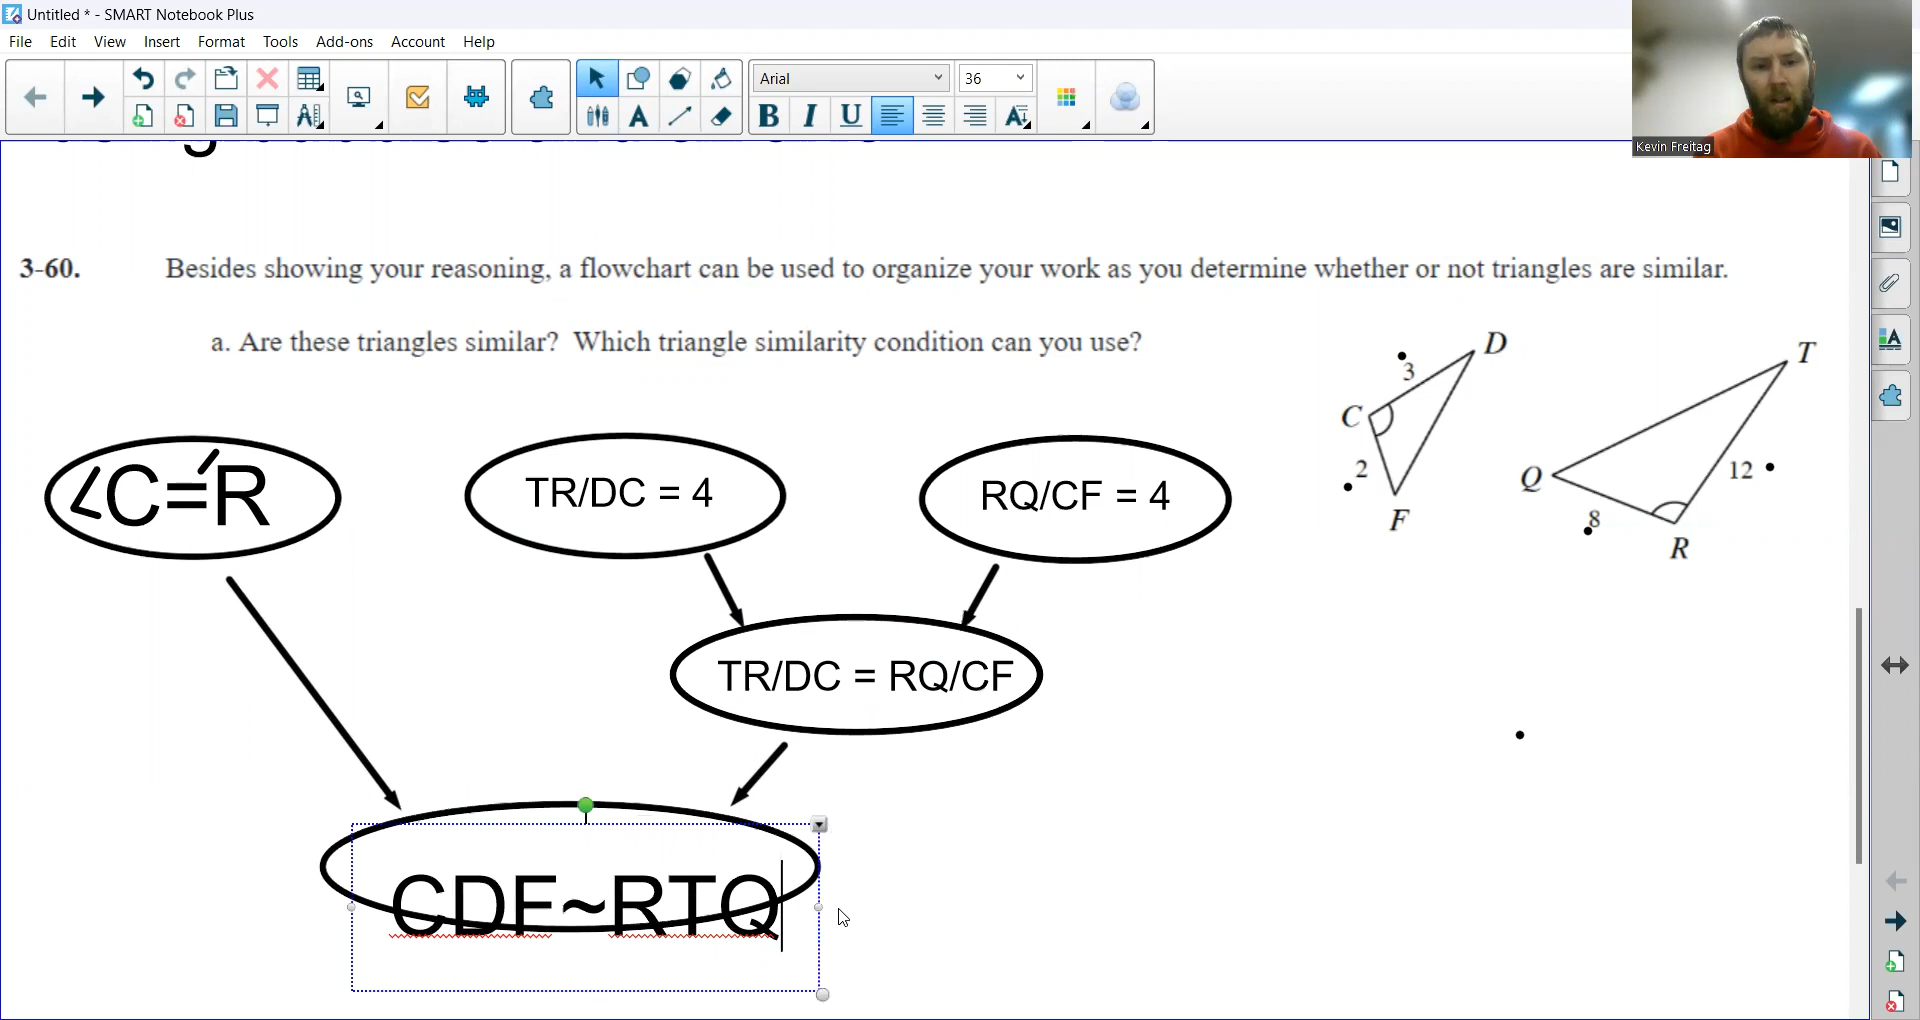 Untitled * - SMART Notebook Plus
File Edit View Insert Format Tools Add-ons Account Help
Arial 36
B I U
Kevin Freitag
3-60. Besides showing your reasoning, a flowchart can be used to organize your work as you determine whether or not triangles are similar.
a. Are these triangles similar? Which triangle similarity condition can you use?
D
3
C
2
F
T
Q
12
8
R
∠C=∠R
TR/DC = 4
RQ/CF = 4
TR/DC = RQ/CF
CDF~RTQ